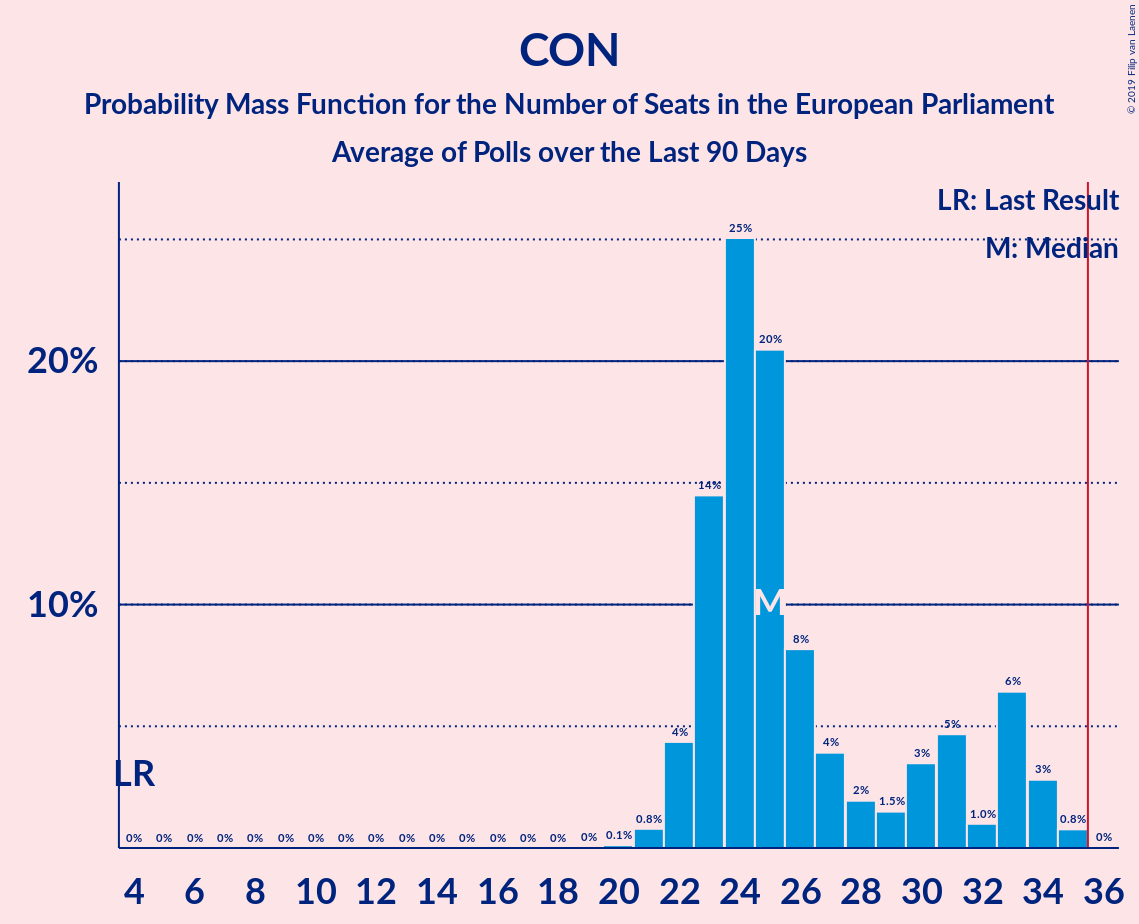 CON
Probability Mass Function for the Number of Seats in the European Parliament
Average of Polls over the Last 90 Days
© 2019 Filip van Laenen
LR: Last Result
M: Median
20%
10%
LR
M
0% 0% 0% 0% 0% 0% 0% 0% 0% 0% 0% 0% 0% 0% 0% 0% 0.1% 0.8% 4% 14% 25% 20% 8% 4% 2% 1.5% 3% 5% 1.0% 6% 3% 0.8% 0%
4 6 8 10 12 14 16 18 20 22 24 26 28 30 32 34 36